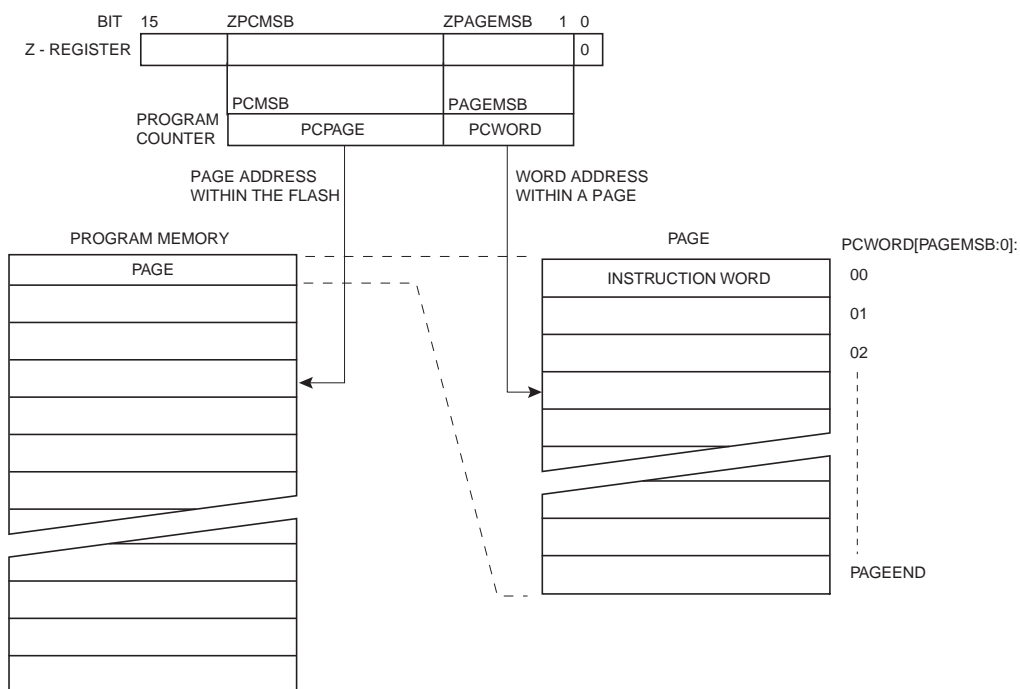 BIT 15 ZPCMSB ZPAGEMSB 1 0
Z - REGISTER 0
PCMSB PAGEMSB
PROGRAM
COUNTER
PCPAGE PCWORD
PAGE ADDRESS
WITHIN THE FLASH
WORD ADDRESS
WITHIN A PAGE
PROGRAM MEMORY
PAGE
PAGE
PCWORD[PAGEMSB:0]:
INSTRUCTION WORD
00
01
02
PAGEEND